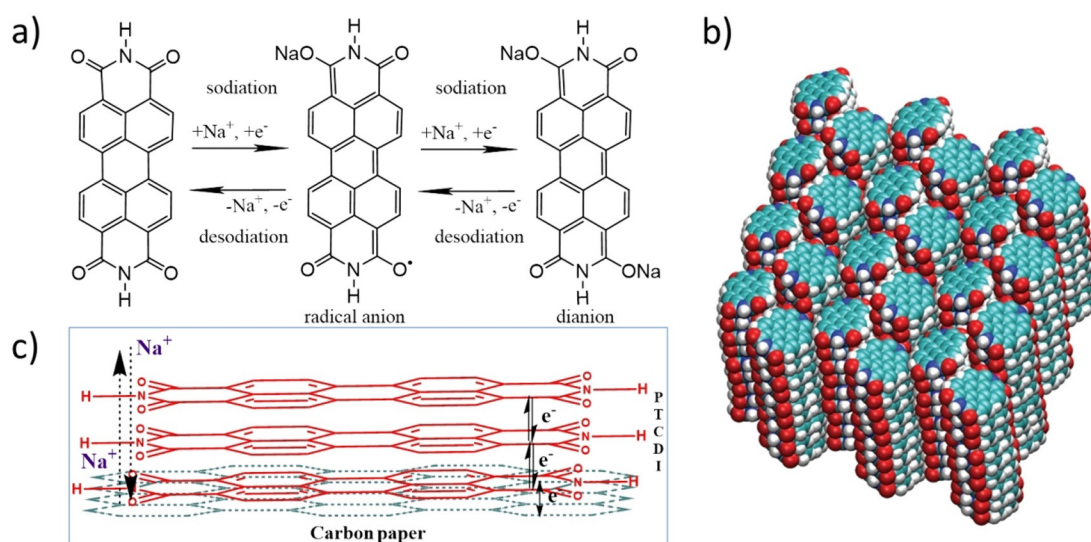 a)
b)
H
O N O
NaO N O
NaO N O
sodiation
sodiation
+Na⁺, +e⁻
+Na⁺, +e⁻
-Na⁺, -e⁻
-Na⁺, -e⁻
desodiation
desodiation
O N O
O N O•
O N ONa
H
H
H
radical anion
dianion
c)
Na⁺
H N O O
O O N H
H N O O
O O N H
Na⁺
e⁻
e⁻
e⁻
H O O
O O N H
P
T
C
D
I
Carbon paper